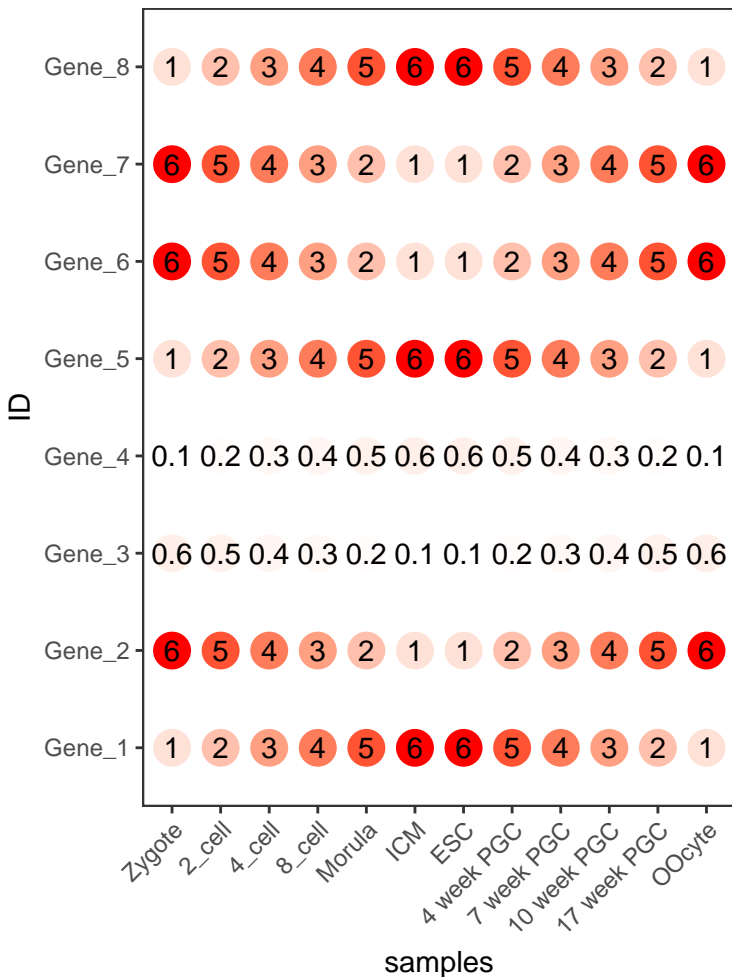 Gene_8 1 2 3 4 5 6 6 5 4 3 2 1
Gene_7 6 5 4 3 2 1 1 2 3 4 5 6
Gene_6 6 5 4 3 2 1 1 2 3 4 5 6
Gene_5 1 2 3 4 5 6 6 5 4 3 2 1
ID
Gene_4 0.1 0.2 0.3 0.4 0.5 0.6 0.6 0.5 0.4 0.3 0.2 0.1
Gene_3 0.6 0.5 0.4 0.3 0.2 0.1 0.1 0.2 0.3 0.4 0.5 0.6
Gene_2 6 5 4 3 2 1 1 2 3 4 5 6
Gene_1 1 2 3 4 5 6 6 5 4 3 2 1
Zygote 2_cell 4_cell 8_cell Morula ICM ESC 4 week PGC 7 week PGC 10 week PGC 17 week PGC OOcyte
samples